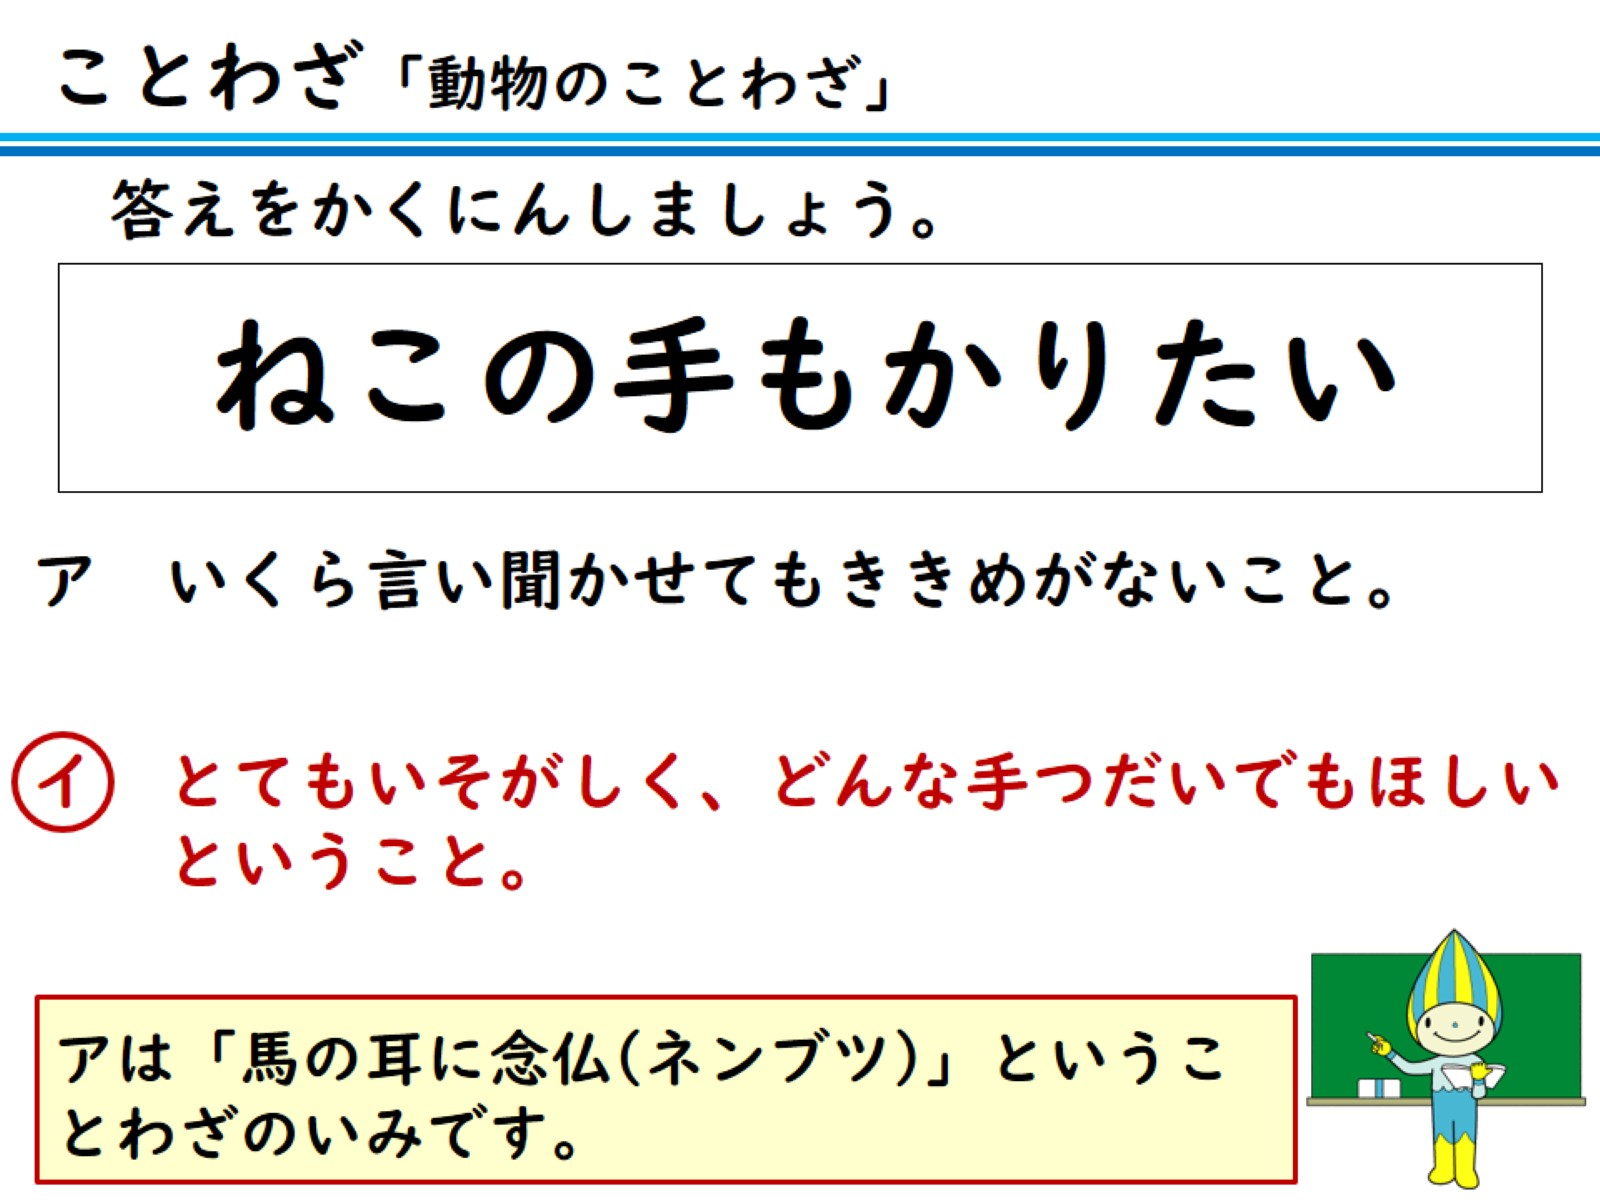 ことわざ「動物のことわざ」
答えをかくにんしましょう。
ねこの手もかりたい
ア　いくら言い聞かせてもききめがないこと。
イ　とてもいそがしく、どんな手つだいでもほしい
ということ。
アは「馬の耳に念仏(ネンブツ)」というこ
とわざのいみです。